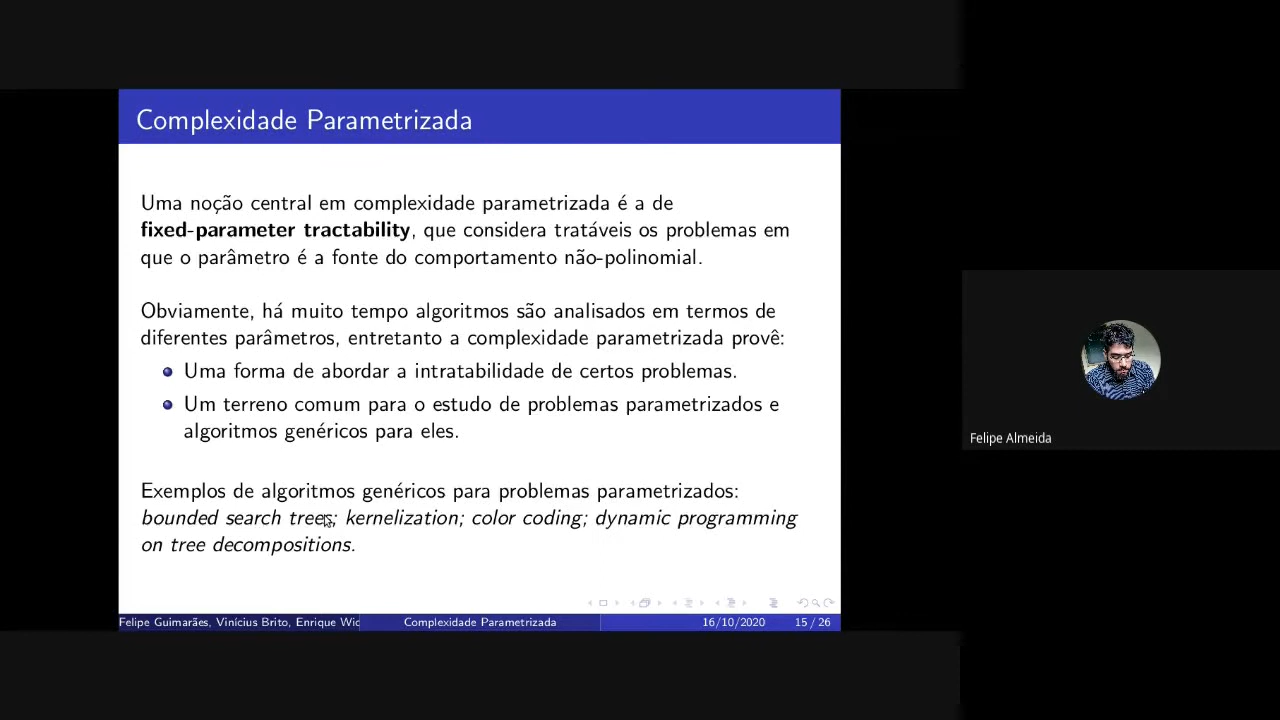 Complexidade Parametrizada
Uma noção central em complexidade parametrizada é a de
fixed-parameter tractability, que considera tratáveis os problemas em
que o parâmetro é a fonte do comportamento não-polinomial.
Obviamente, há muito tempo algoritmos são analisados em termos de
diferentes parâmetros, entretanto a complexidade parametrizada provê:
Uma forma de abordar a intratabilidade de certos problemas.
Um terreno comum para o estudo de problemas parametrizados e
algoritmos genéricos para eles.
Exemplos de algoritmos genéricos para problemas parametrizados:
bounded search trees; kernelization; color coding; dynamic programming
on tree decompositions.
Felipe Guimarães, Vinícius Brito, Enrique Wic
Complexidade Parametrizada
16/10/2020
15 / 26
Felipe Almeida